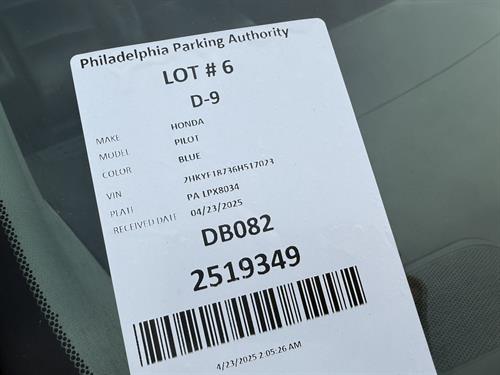 Philadelphia Parking Authority
LOT # 6
D-9
MAKE HONDA
MODEL PILOT
COLOR BLUE
VIN 2HKYF18736H517023
PLATE PA LPX8034
RECEIVED DATE 04/23/2025
DB082
2519349
4/23/2025 2:05:26 AM